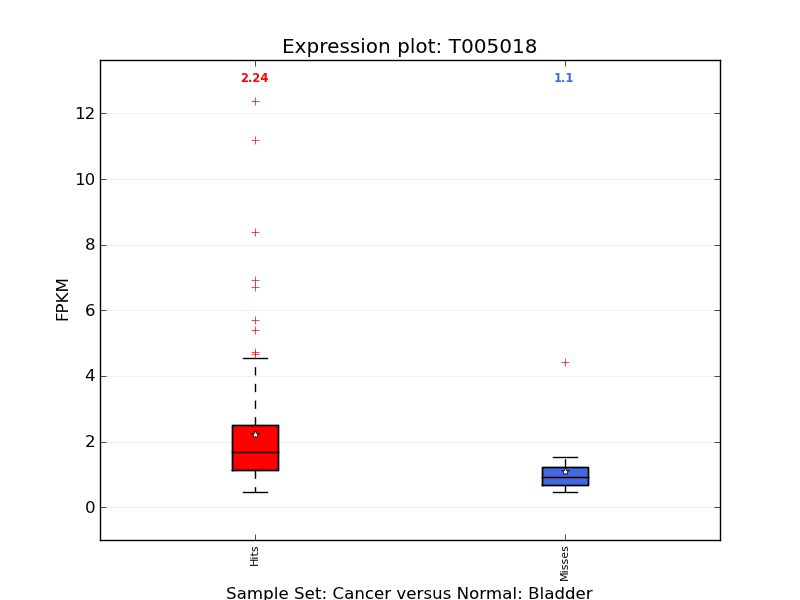 Expression plot: T005018
2.24
1.1
12
10
8
6
4
2
0
FPKM
Hits
Misses
Sample Set: Cancer versus Normal: Bladder